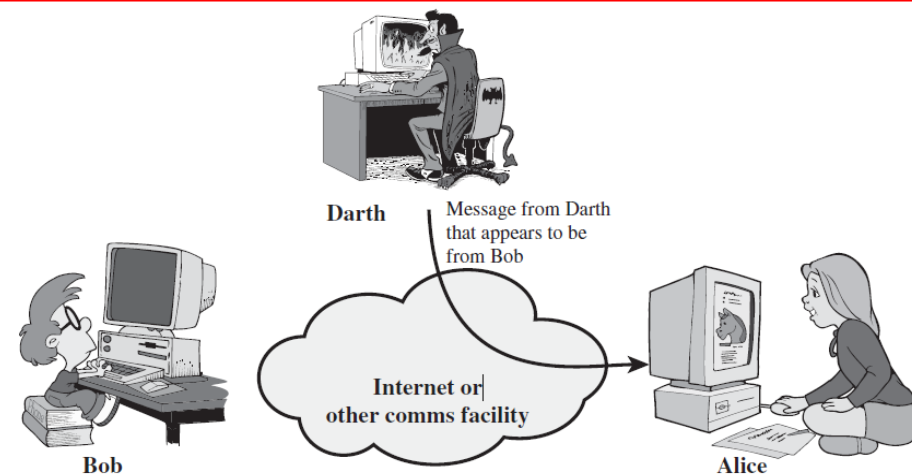 Darth
Message from Darth
that appears to be
from Bob
Internet or
other comms facility
Bob
Alice